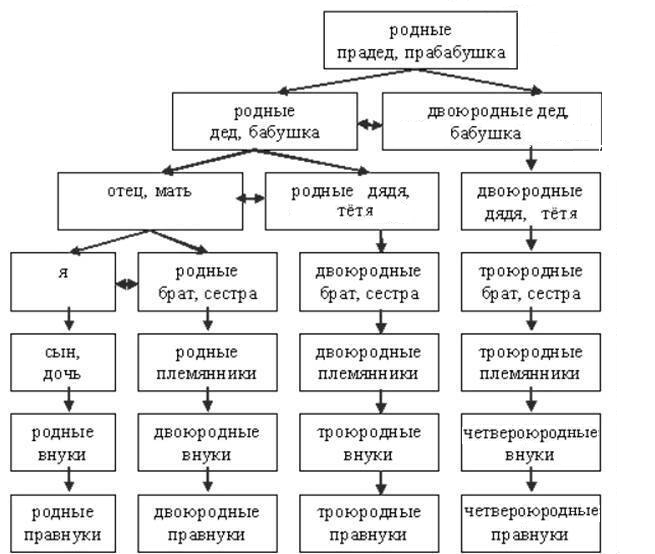 родные
прадед, прабабушка
родные
дед, бабушка
двоюродные дед,
бабушка
отец, мать
родные дядя,
тётя
двоюродные
дядя, тётя
я
родные
брат, сестра
двоюродные
брат, сестра
троюродные
брат, сестра
сын,
дочь
родные
племянники
двоюродные
племянники
троюродные
племянники
родные
внуки
двоюродные
внуки
троюродные
внуки
четвероюродные
внуки
родные
правнуки
двоюродные
правнуки
троюродные
правнуки
четвероюродные
правнуки